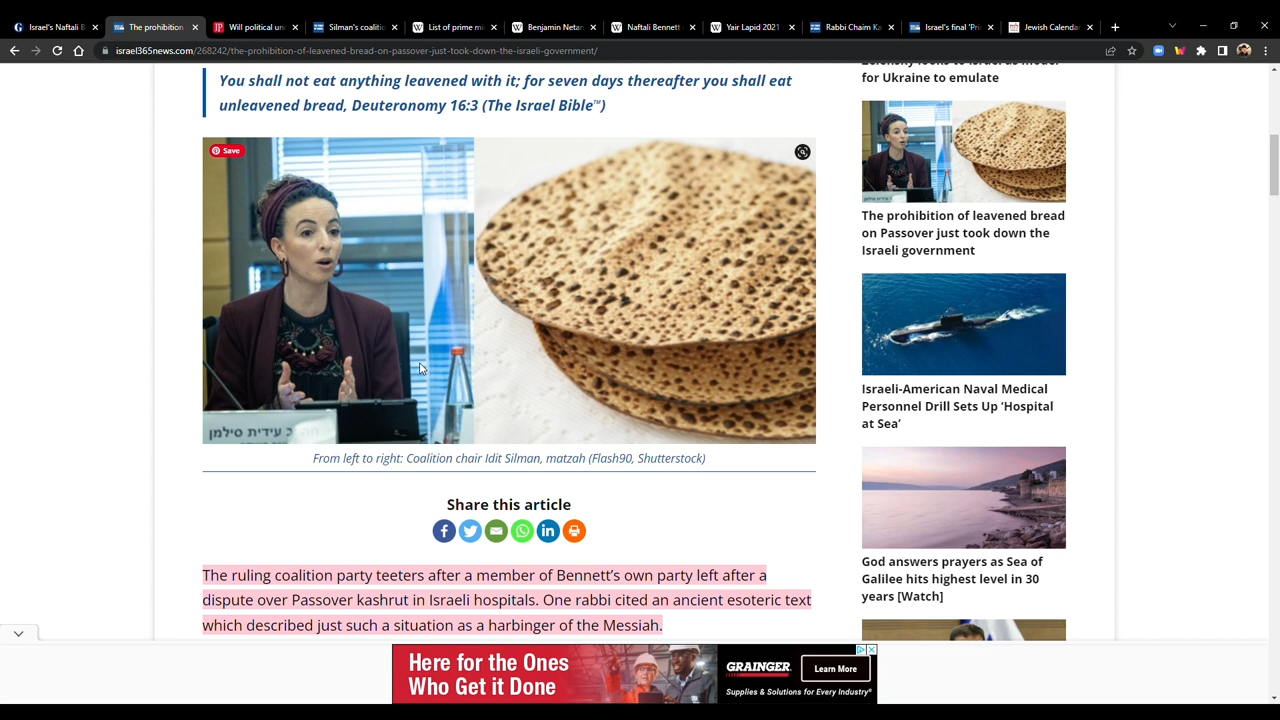 Israel's Naftali B
The prohibition
Will political un
Silman's coaliti
List of prime mi
Benjamin Netan
Naftali Bennett
Yair Lapid 2021
Rabbi Chaim Ka
Israel's final 'Pri
Jewish Calendar
israel365news.com/268242/the-prohibition-of-leavened-bread-on-passover-just-took-down-the-israeli-government/
You shall not eat anything leavened with it; for seven days thereafter you shall eat
unleavened bread, Deuteronomy 16:3 (The Israel Bible™)
Save
ח"כ עידית סילמן
From left to right: Coalition chair Idit Silman, matzah (Flash90, Shutterstock)
Share this article
The ruling coalition party teeters after a member of Bennett’s own party left after a
dispute over Passover kashrut in Israeli hospitals. One rabbi cited an ancient esoteric text
which described just such a situation as a harbinger of the Messiah.
for Ukraine to emulate
The prohibition of leavened bread
on Passover just took down the
Israeli government
Israeli-American Naval Medical
Personnel Drill Sets Up ‘Hospital
at Sea’
God answers prayers as Sea of
Galilee hits highest level in 30
years [Watch]
Here for the Ones
Who Get it Done
GRAINGER
Learn More
Supplies & Solutions for Every Industry®